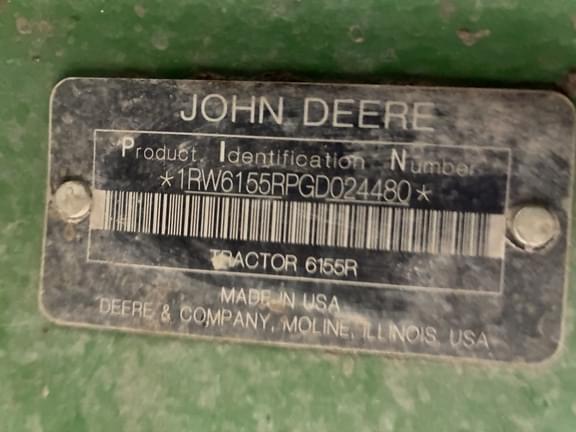 JOHN DEERE
Product Identification Number
*1RW6155RPGD024480*
TRACTOR 6155R
MADE IN USA
DEERE & COMPANY, MOLINE, ILLINOIS, USA